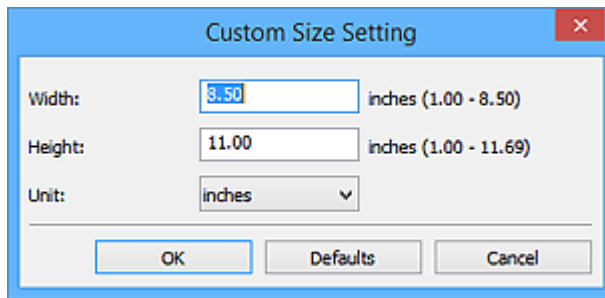 Custom Size Setting
Width: 8.50 inches (1.00 - 8.50)
Height: 11.00 inches (1.00 - 11.69)
Unit: inches
OK Defaults Cancel